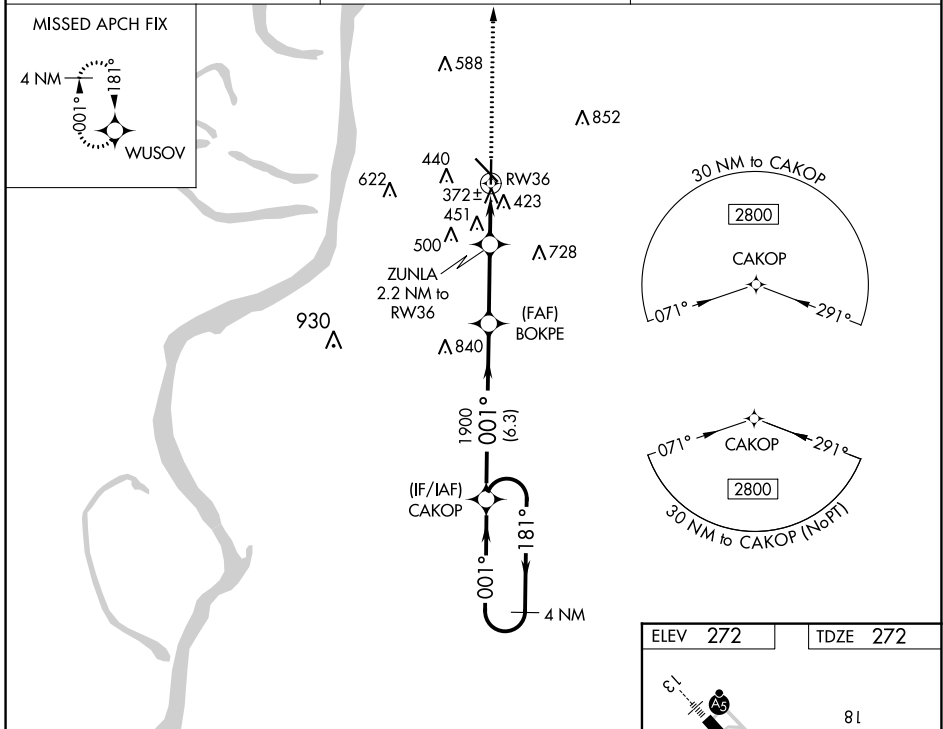 MISSED APCH FIX
4 NM
181°
001°
WUSOV
588
852
440
RW36
622
372±
423
451
500
728
ZUNLA
2.2 NM to
RW36
(FAF)
BOKPE
930
840
1900
001°
(6.3)
(IF/IAF)
CAKOP
181°
001°
4 NM
30 NM to CAKOP
2800
CAKOP
071°
291°
071°
CAKOP
291°
2800
30 NM to CAKOP (NoPT)
ELEV 272
TDZE 272
13
A5
18